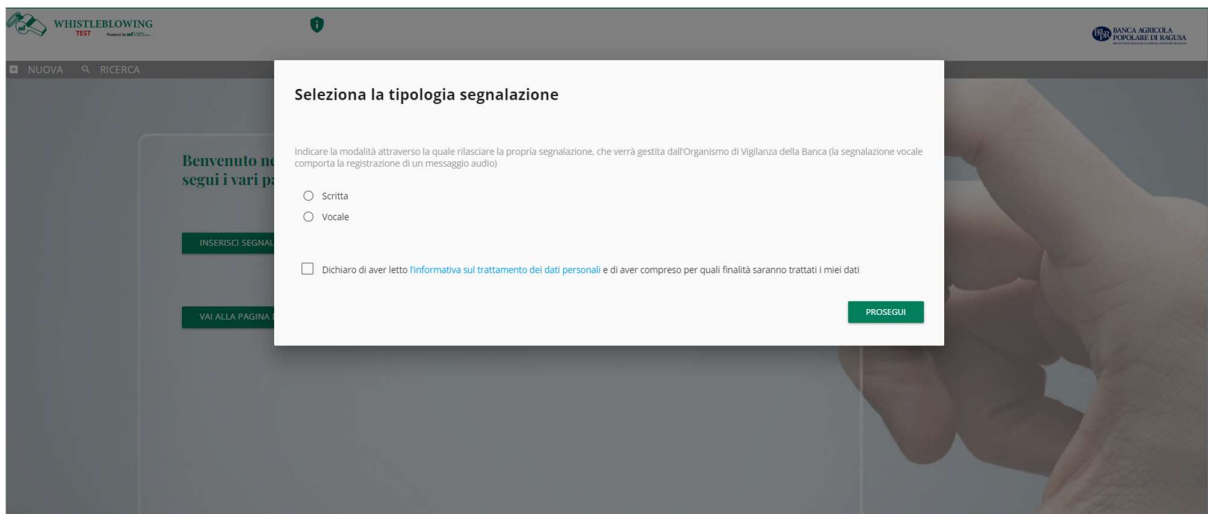 WHISTLEBLOWING
TEST
BANCA AGRICOLA
POPOLARE DI RAGUSA
NUOVA RICERCA
Seleziona la tipologia segnalazione
Indicare la modalità attraverso la quale rilasciare la propria segnalazione, che verrà gestita dall'Organismo di Vigilanza della Banca (la segnalazione vocale
comporta la registrazione di un messaggio audio)
Benvenuto ne
segui i vari pa
Scritta
Vocale
INSERISCI SEGNAL
Dichiaro di aver letto l'informativa sul trattamento dei dati personali e di aver compreso per quali finalità saranno trattati i miei dati
VAI ALLA PAGINA
PROSEGUI